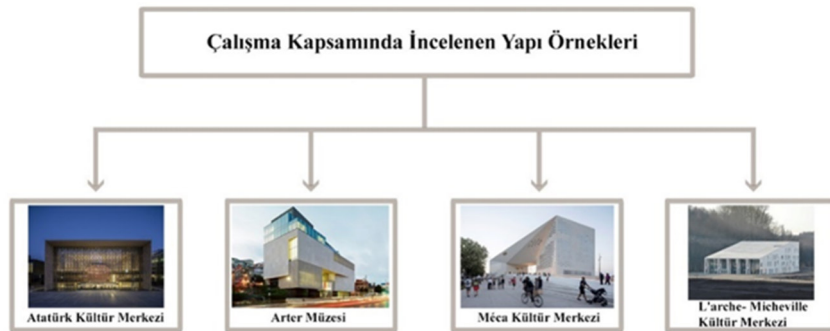 Çalışma Kapsamında İncelenen Yapı Örnekleri
Atatürk Kültür Merkezi
Arter Müzesi
Méca Kültür Merkezi
L'arche- Micheville
Kültür Merkezi